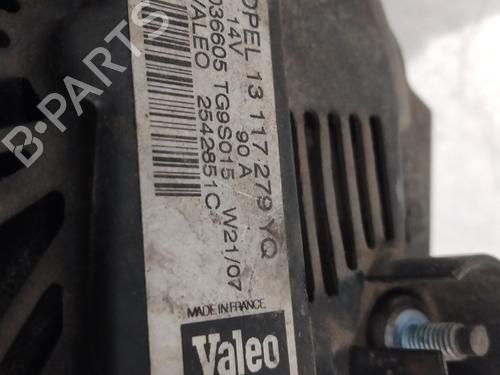 OPEL 13 117 279 YQ
14V 90 A
036605 TG9S015 W21/07
VALEO 2542851C
MADE IN FRANCE
Valeo
B-PARTS